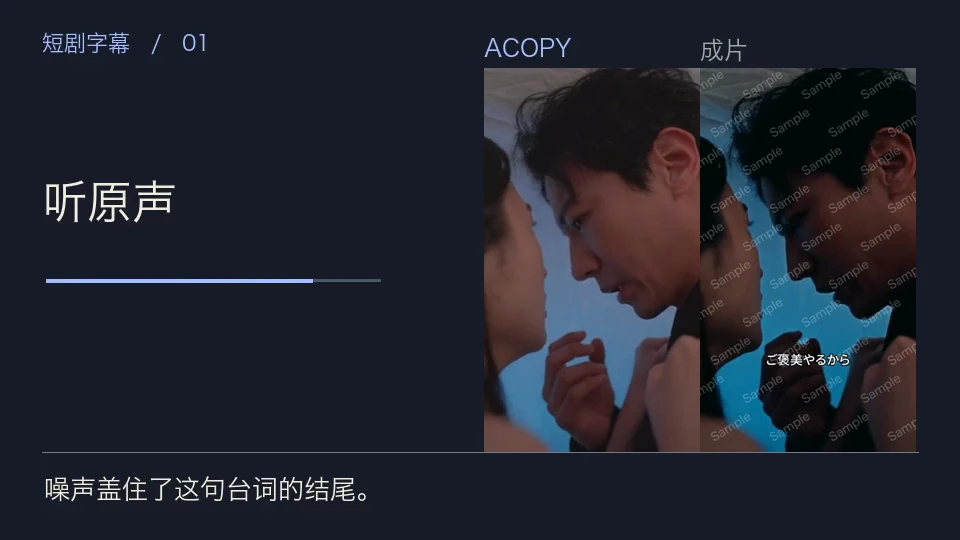 短剧字幕 / 01
ACOPY
成片
听原声
ご褒美やるから
噪声盖住了这句台词的结尾。
Sample